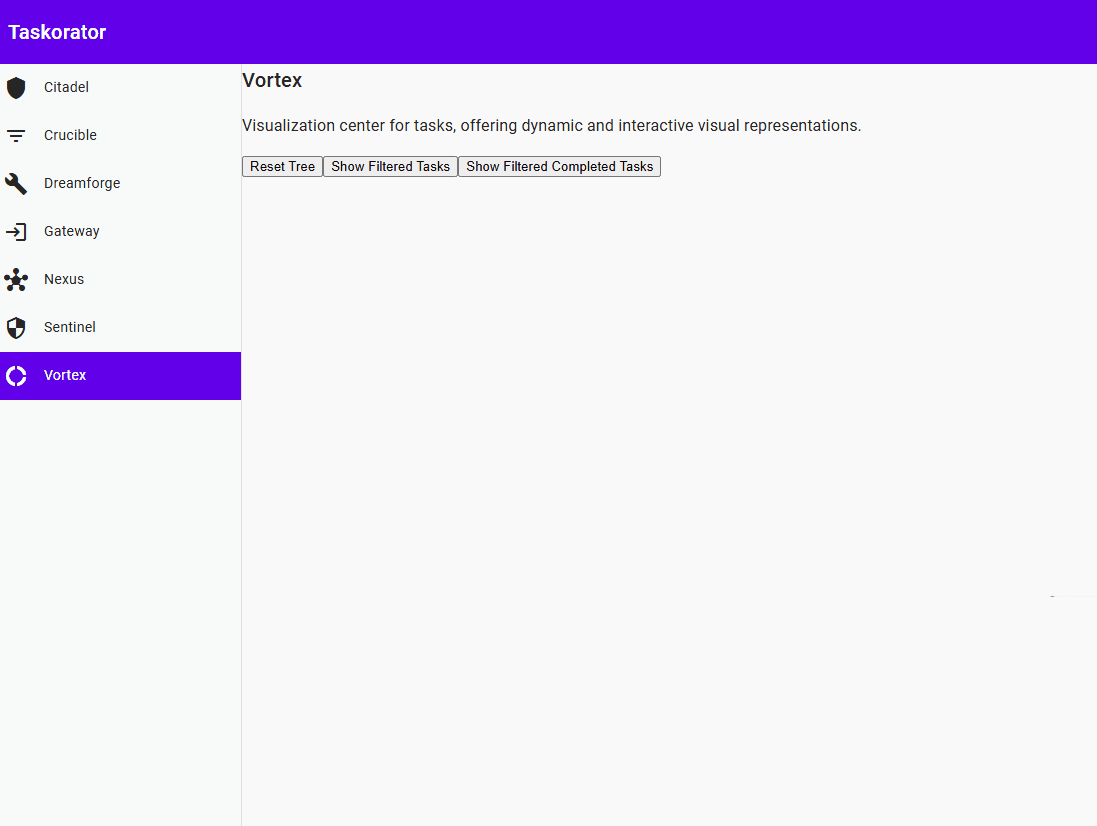 Taskorator
Citadel
Crucible
Dreamforge
Gateway
Nexus
Sentinel
Vortex
Vortex
Visualization center for tasks, offering dynamic and interactive visual representations.
Reset Tree Show Filtered Tasks Show Filtered Completed Tasks